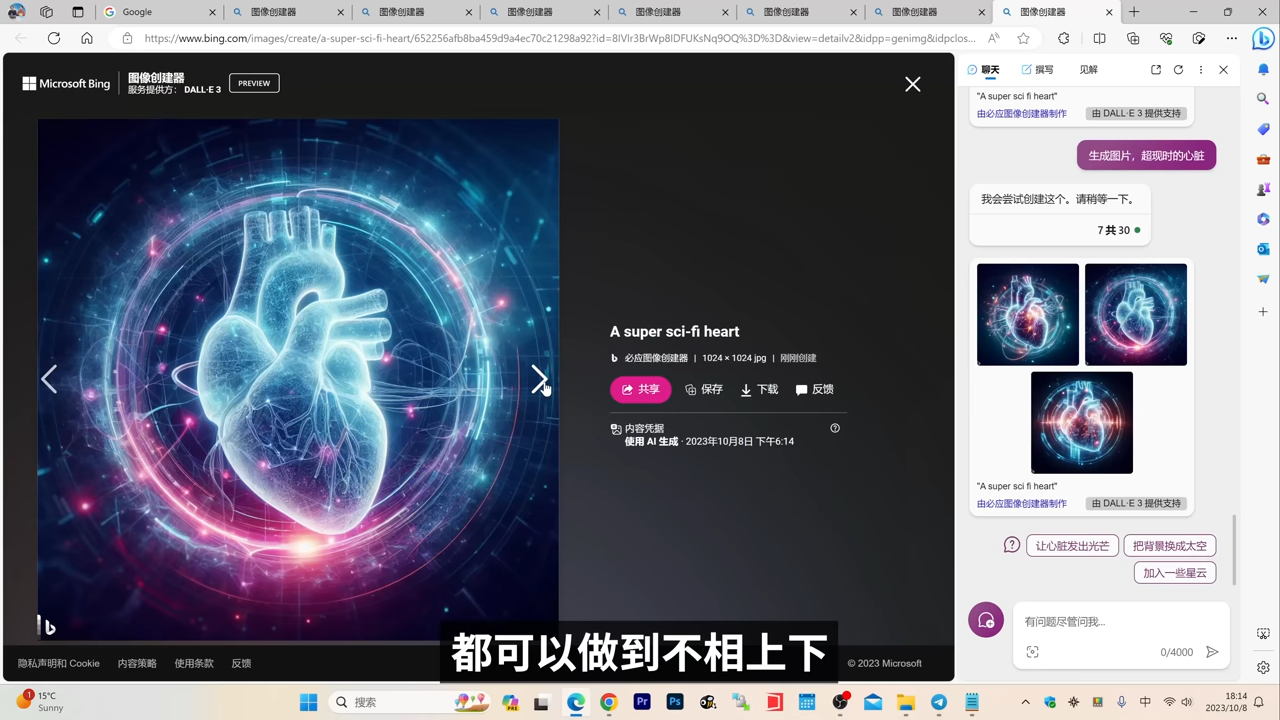 Google
图像创建器
图像创建器
图像创建器
图像创建器
图像创建器
图像创建器
图像创建器
https://www.bing.com/images/create/a-super-sci-fi-heart/652256afb8ba459d9a4ec70c21298a92?id=8IVIr3BrWp8IDFUKsNq9OQ%3D%3D&view=detailv2&idpp=genimg&idpclos...
Microsoft Bing
图像创建器
服务提供方: DALL·E 3
PREVIEW
A super sci-fi heart
必应图像创建器 | 1024 × 1024 jpg | 刚刚创建
共享
保存
下载
反馈
内容凭据
使用 AI 生成 · 2023年10月8日 下午6:14
隐私声明和 Cookie
内容策略
使用条款
反馈
© 2023 Microsoft
都可以做到不相上下
聊天
撰写
见解
"A super sci fi heart"
由必应图像创建器制作
由 DALL·E 3 提供支持
生成图片，超现时的心脏
我会尝试创建这个。请稍等一下。
7 共 30
"A super sci fi heart"
由必应图像创建器制作
由 DALL·E 3 提供支持
让心脏发出光芒
把背景换成太空
加入一些星云
有问题尽管问我...
0/4000
1
15°C
Sunny
搜索
中
18:14
2023/10/8